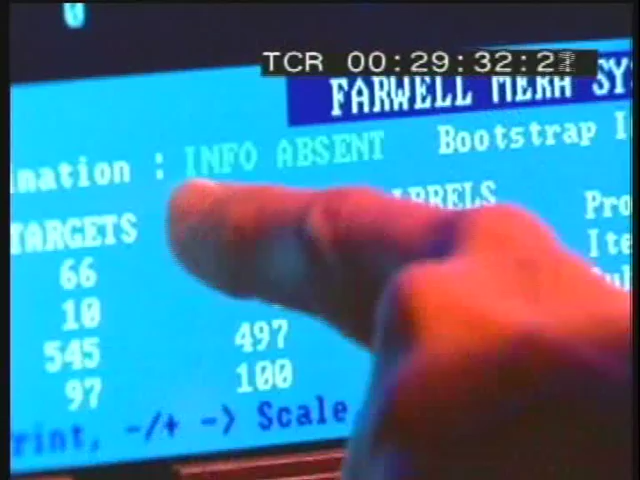 0
TCR 00:29:32:2
FARWELL MERA SY
ination : INFO ABSENT Bootstrap I
TARGETS Pro
66 Ite
10
545 497
97 100
rint, -/+ -> Scale